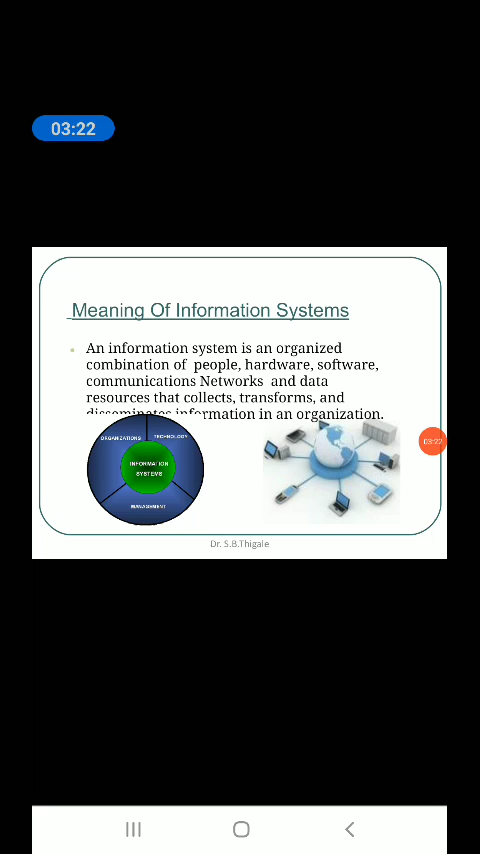 03:22
Meaning Of Information Systems
An information system is an organized
combination of people, hardware, software,
communications Networks and data
resources that collects, transforms, and
disseminates information in an organization.
03:22
ORGANIZATIONS TECHNOLOGY
INFORMATION
SYSTEMS
MANAGEMENT
Dr. S.B.Thigale